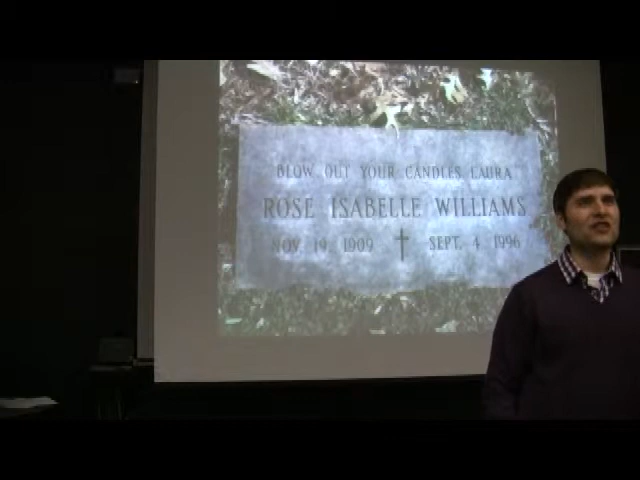 BLOW OUT YOUR CANDLES LAURA
ROSE ISABELLE WILLIAMS
NOV. 19, 1909 SEPT. 4 1996